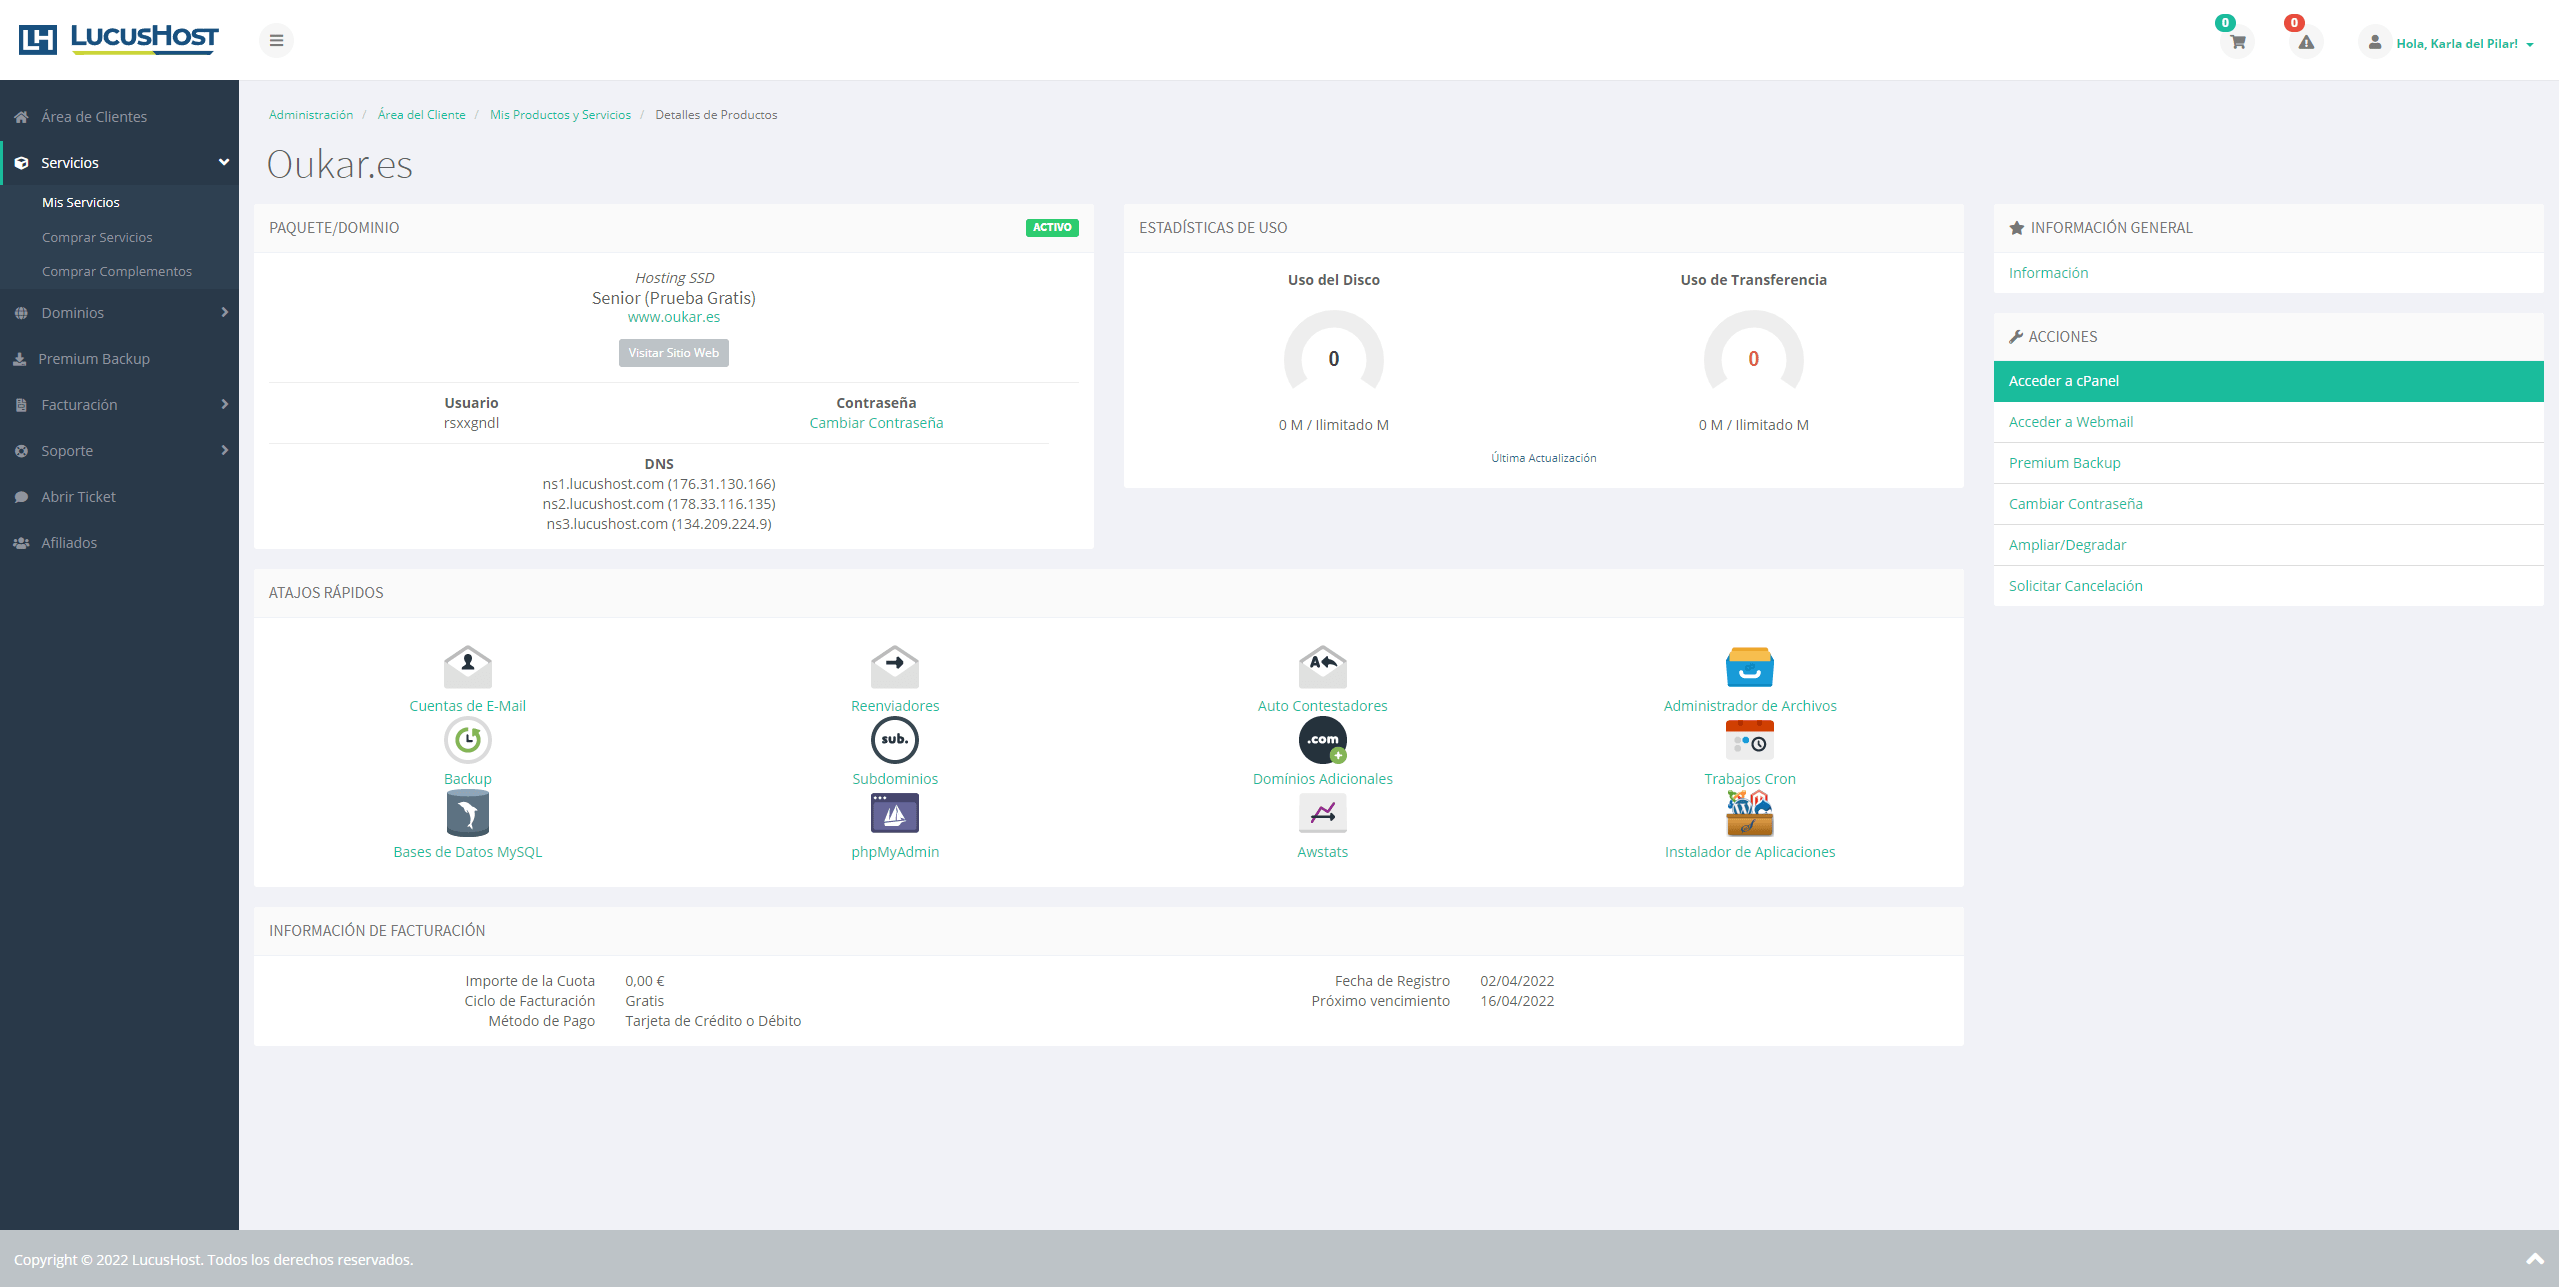 LH LUCUSHOST
0
0
Hola, Karla del Pilar!
Área de Clientes
Servicios
Mis Servicios
Comprar Servicios
Comprar Complementos
Dominios
Premium Backup
Facturación
Soporte
Abrir Ticket
Afiliados
Administración / Área del Cliente / Mis Productos y Servicios / Detalles de Productos
Oukar.es
PAQUETE/DOMINIO
ACTIVO
Hosting SSD
Senior (Prueba Gratis)
www.oukar.es
Visitar Sitio Web
Usuario
rsxxgndl
Contraseña
Cambiar Contraseña
DNS
ns1.lucushost.com (176.31.130.166)
ns2.lucushost.com (178.33.116.135)
ns3.lucushost.com (134.209.224.9)
ESTADÍSTICAS DE USO
Uso del Disco
0
0 M / Ilimitado M
Uso de Transferencia
0
0 M / Ilimitado M
Última Actualización
INFORMACIÓN GENERAL
Información
ACCIONES
Acceder a cPanel
Acceder a Webmail
Premium Backup
Cambiar Contraseña
Ampliar/Degradar
Solicitar Cancelación
ATAJOS RÁPIDOS
A
Cuentas de E-Mail
Reenviadores
Auto Contestadores
Administrador de Archivos
sub.
.com
Backup
Subdominios
Domínios Adicionales
Trabajos Cron
Bases de Datos MySQL
phpMyAdmin
Awstats
Instalador de Aplicaciones
INFORMACIÓN DE FACTURACIÓN
Importe de la Cuota 0,00 €
Ciclo de Facturación Gratis
Método de Pago Tarjeta de Crédito o Débito
Fecha de Registro 02/04/2022
Próximo vencimiento 16/04/2022
Copyright © 2022 LucusHost. Todos los derechos reservados.